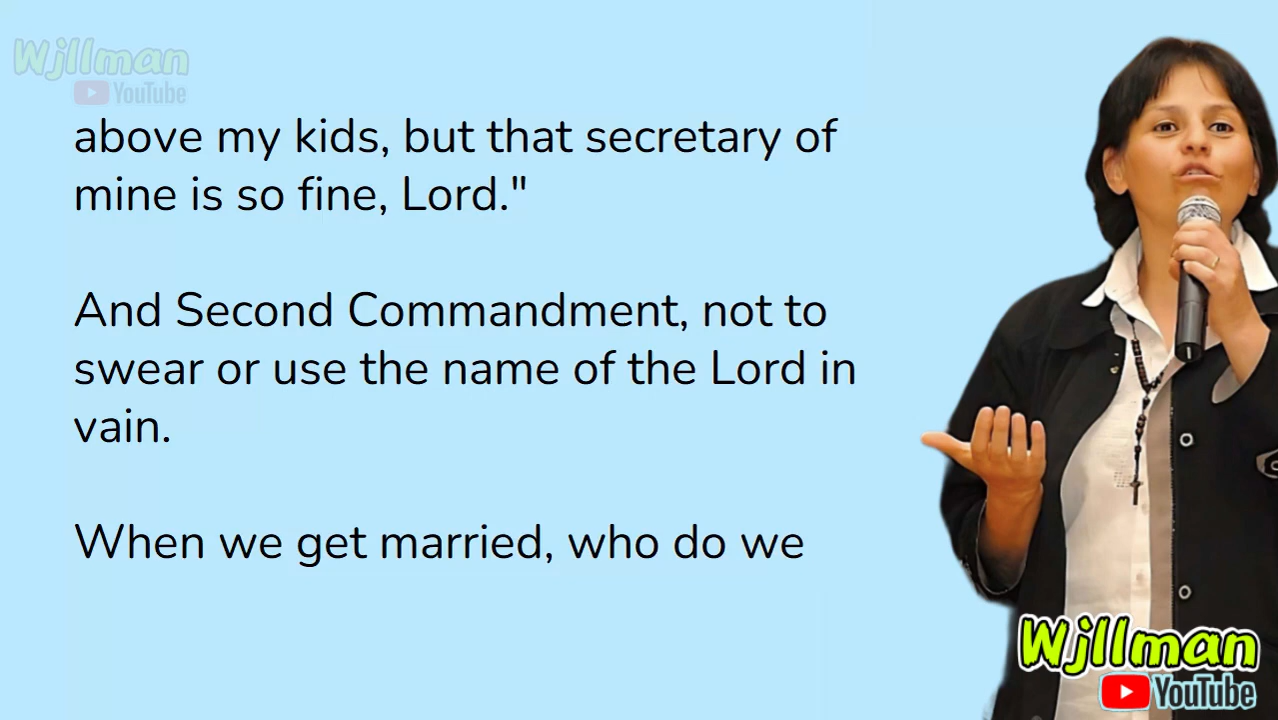 Wjllman
YouTube
above my kids, but that secretary of
mine is so fine, Lord."
And Second Commandment, not to
swear or use the name of the Lord in
vain.
When we get married, who do we
Wjllman
YouTube